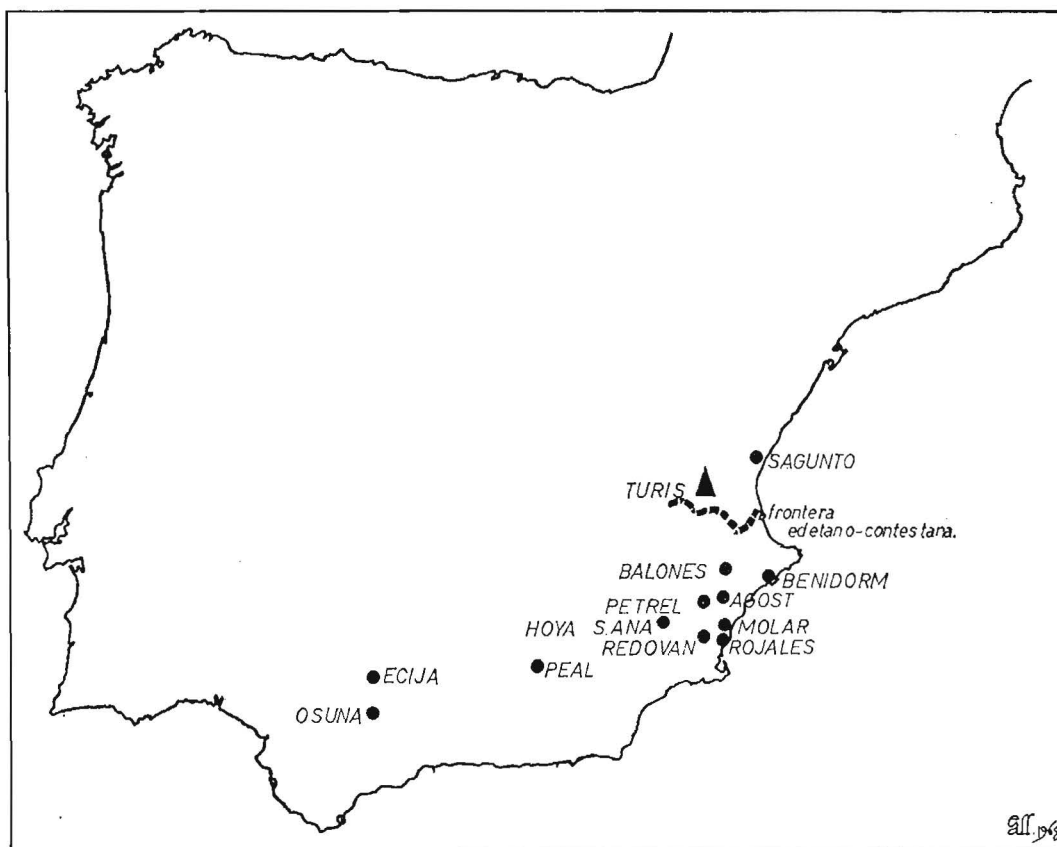 SAGUNTO
TURIS
frontera
edetano-contestana.
BALONES
BENIDORM
PETREL
AGOST
HOYA S.ANA
MOLAR
REDOVAN
ROJALES
PEAL
ECIJA
OSUNA